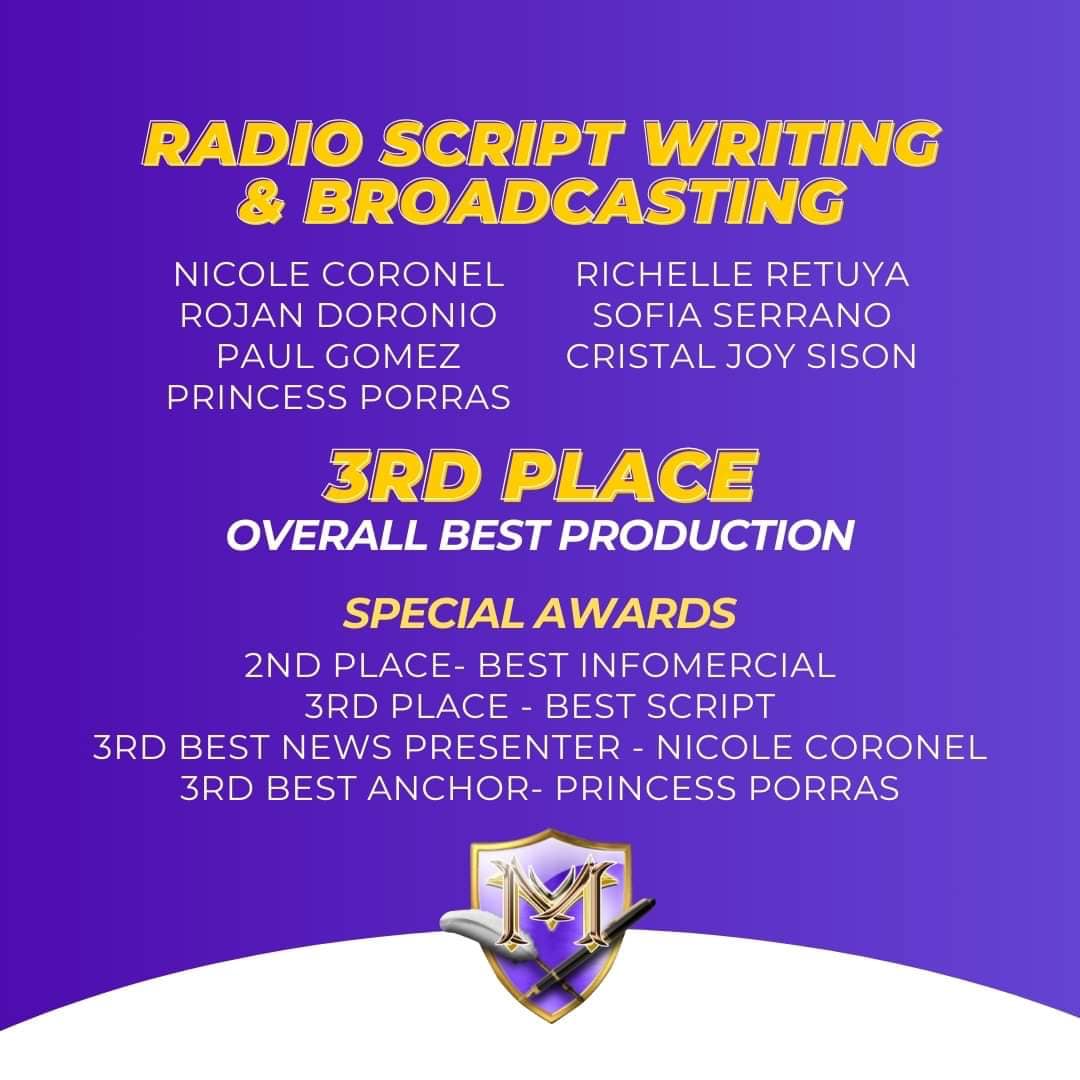 RADIO SCRIPT WRITING
& BROADCASTING
NICOLE CORONEL
ROJAN DORONIO
PAUL GOMEZ
PRINCESS PORRAS
RICHELLE RETUYA
SOFIA SERRANO
CRISTAL JOY SISON
3RD PLACE
OVERALL BEST PRODUCTION
SPECIAL AWARDS
2ND PLACE- BEST INFOMERCIAL
3RD PLACE - BEST SCRIPT
3RD BEST NEWS PRESENTER - NICOLE CORONEL
3RD BEST ANCHOR- PRINCESS PORRAS
M